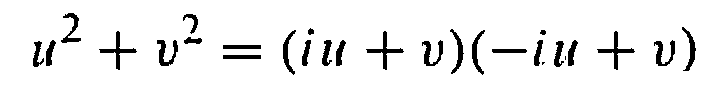 u² + v² = (iu + v)(−iu + v)